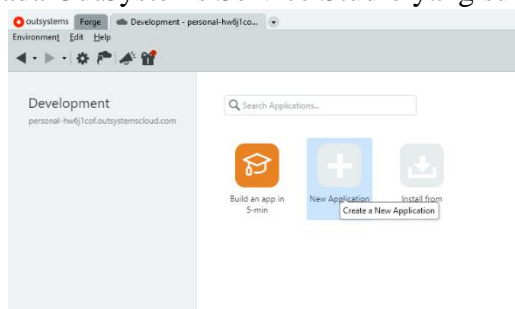 outsystems Forge Development - personal-hw6j1co...
Environment Edit Help
Development
personal-hw6j1cof.outsystemscloud.com
Search Applications...
Build an app in
5-min
New Application
Install from
Create a New Application